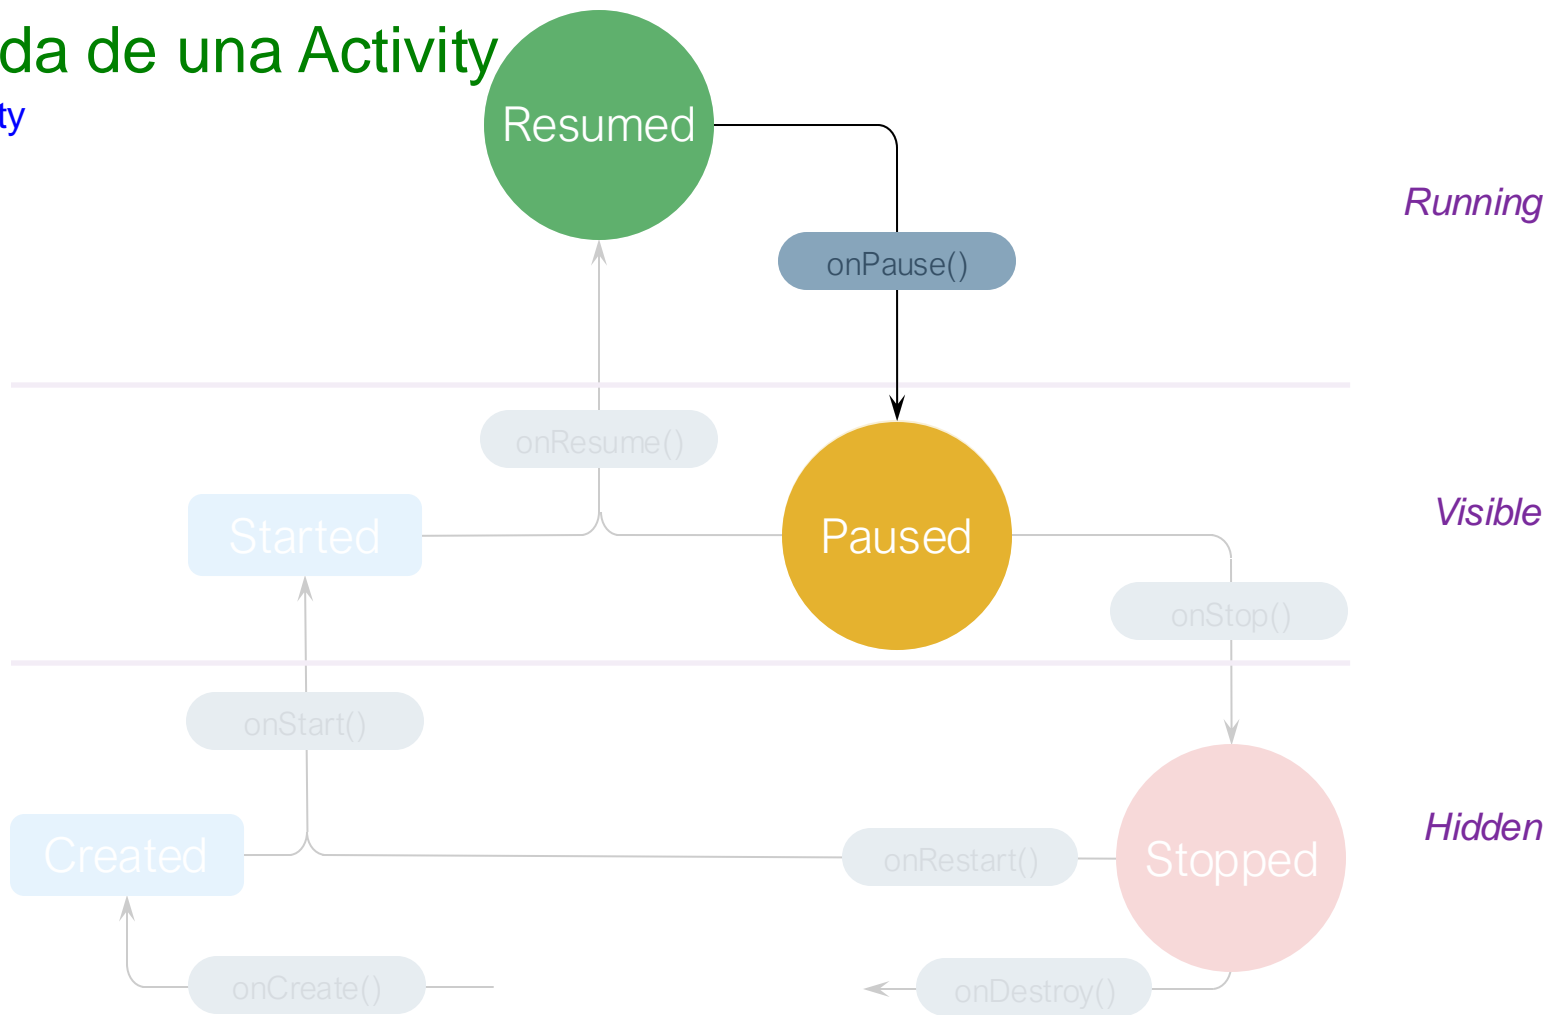 da de una Activity
ty
Resumed
Running
onPause()
onResume()
Started
Paused
Visible
onStop()
onStart()
Created
onRestart()
Stopped
Hidden
onCreate()
onDestroy()